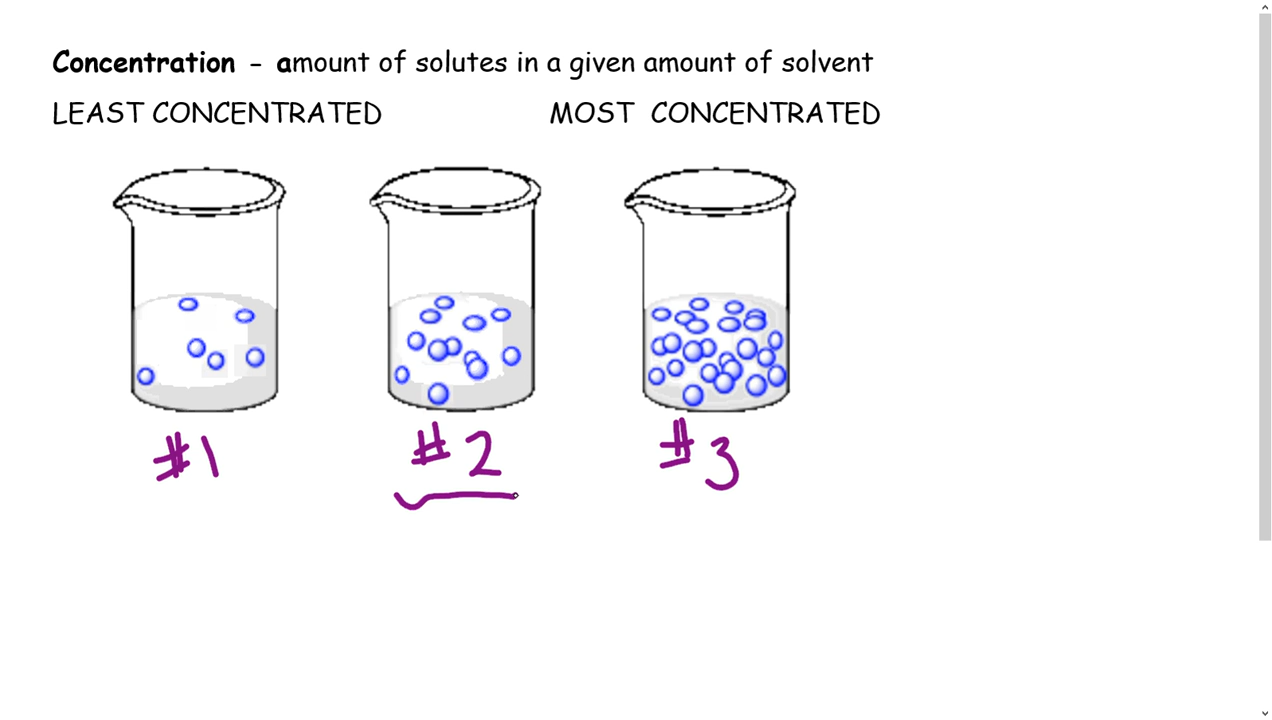 Concentration - amount of solutes in a given amount of solvent
LEAST CONCENTRATED MOST CONCENTRATED
#1 #2 #3